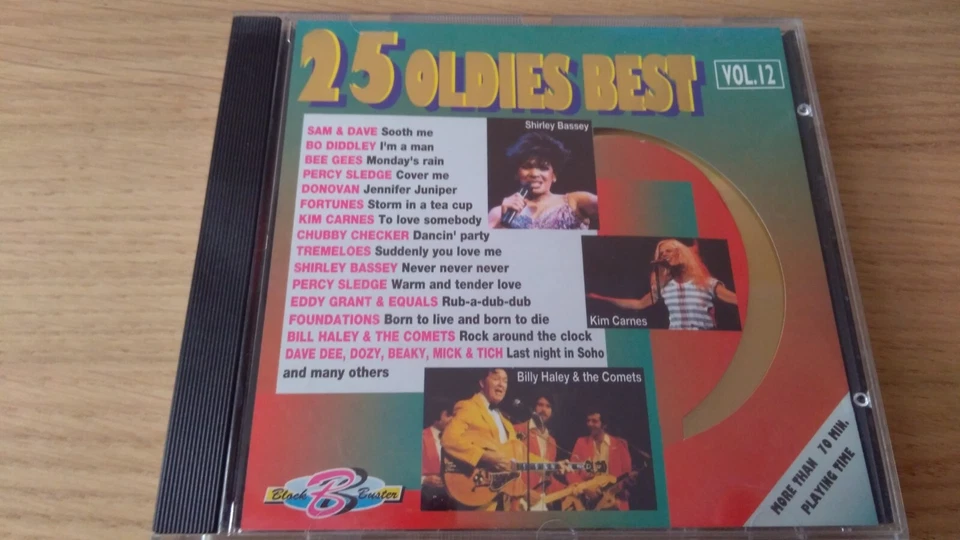 25 OLDIES BEST
VOL.12
SAM & DAVE Sooth me
BO DIDDLEY I'm a man
BEE GEES Monday's rain
PERCY SLEDGE Cover me
DONOVAN Jennifer Juniper
FORTUNES Storm in a tea cup
KIM CARNES To love somebody
CHUBBY CHECKER Dancin' party
TREMELOES Suddenly you love me
SHIRLEY BASSEY Never never never
PERCY SLEDGE Warm and tender love
EDDY GRANT & EQUALS Rub-a-dub-dub
FOUNDATIONS Born to live and born to die
BILL HALEY & THE COMETS Rock around the clock
DAVE DEE, DOZY, BEAKY, MICK & TICH Last night in Soho
and many others
Shirley Bassey
Kim Carnes
Billy Haley & the Comets
Block B Buster
MORE THAN 70 MIN.
PLAYING TIME